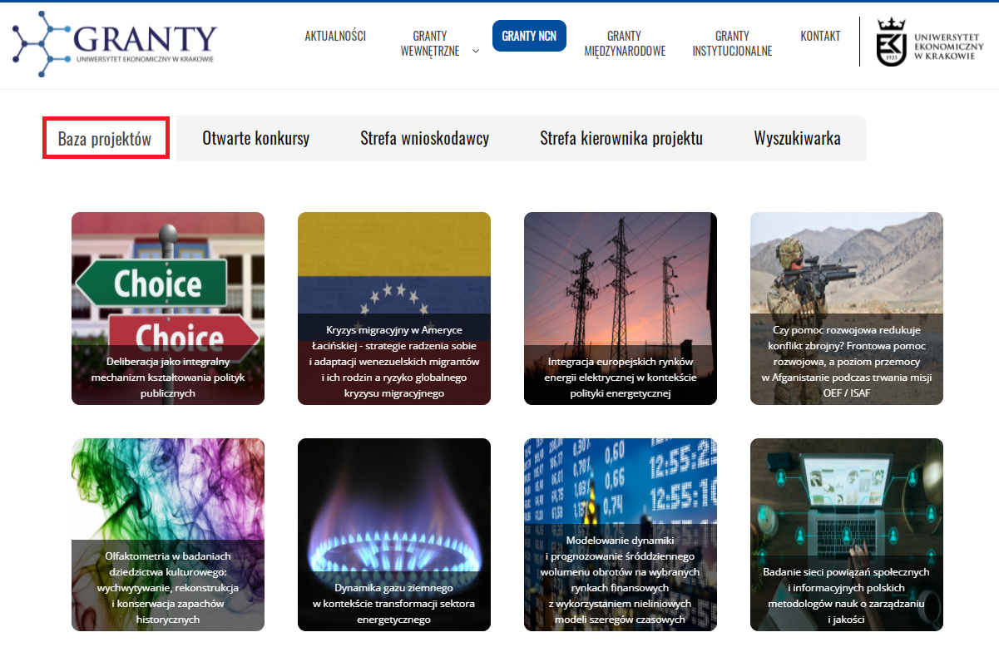 GRANTY
UNIWERSYTET EKONOMICZNY W KRAKOWIE
AKTUALNOŚCI
GRANTY
WEWNĘTRZNE
GRANTY NCN
GRANTY
MIĘDZYNARODOWE
GRANTY
INSTYTUCJONALNE
KONTAKT
1925
UNIWERSYTET
EKONOMICZNY
W KRAKOWIE
Baza projektów
Otwarte konkursy
Strefa wnioskodawcy
Strefa kierownika projektu
Wyszukiwarka
Choice
Choice
Deliberacja jako integralny
mechanizm kształtowania polityk
publicznych
Kryzys migracyjny w Ameryce
Łacińskiej - strategie radzenia sobie
i adaptacji wenezuelskich migrantów
i ich rodzin a ryzyko globalnego
kryzysu migracyjnego
Integracja europejskich rynków
energii elektrycznej w kontekście
polityki energetycznej
Czy pomoc rozwojowa redukuje
konflikt zbrojny? Frontowa pomoc
rozwojowa, a poziom przemocy
w Afganistanie podczas trwania misji
OEF / ISAF
Olfaktometria w badaniach
dziedzictwa kulturowego:
wychwytywanie, rekonstrukcja
i konserwacja zapachów
historycznych
Dynamika gazu ziemnego
w kontekście transformacji sektora
energetycznego
0,60
0,66
0,74
12:55:2
12:55:1
Modelowanie dynamiki
i prognozowanie śróddziennego
wolumenu obrotów na wybranych
rynkach finansowych
z wykorzystaniem nieliniowych
modeli szeregów czasowych
Badanie sieci powiązań społecznych
i informacyjnych polskich
metodologów nauk o zarządzaniu
i jakości